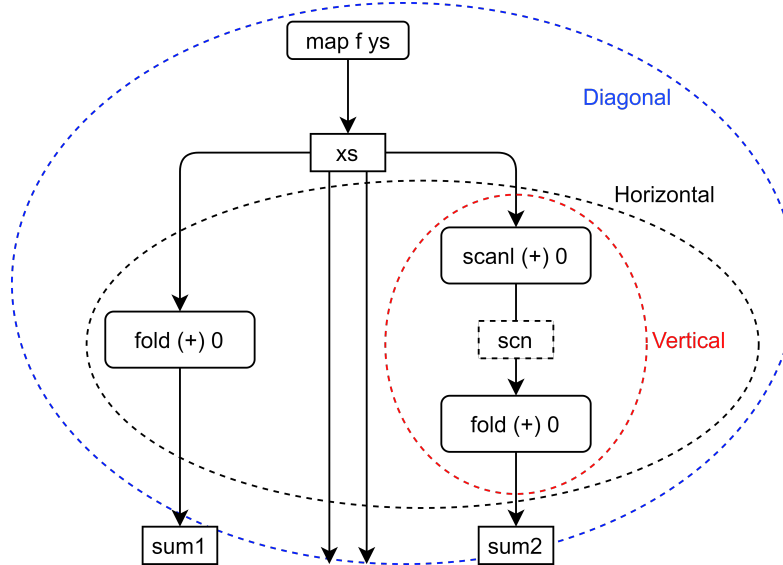 map f ys
Diagonal
xs
Horizontal
scanl (+) 0
fold (+) 0
scn
Vertical
fold (+) 0
sum1
sum2